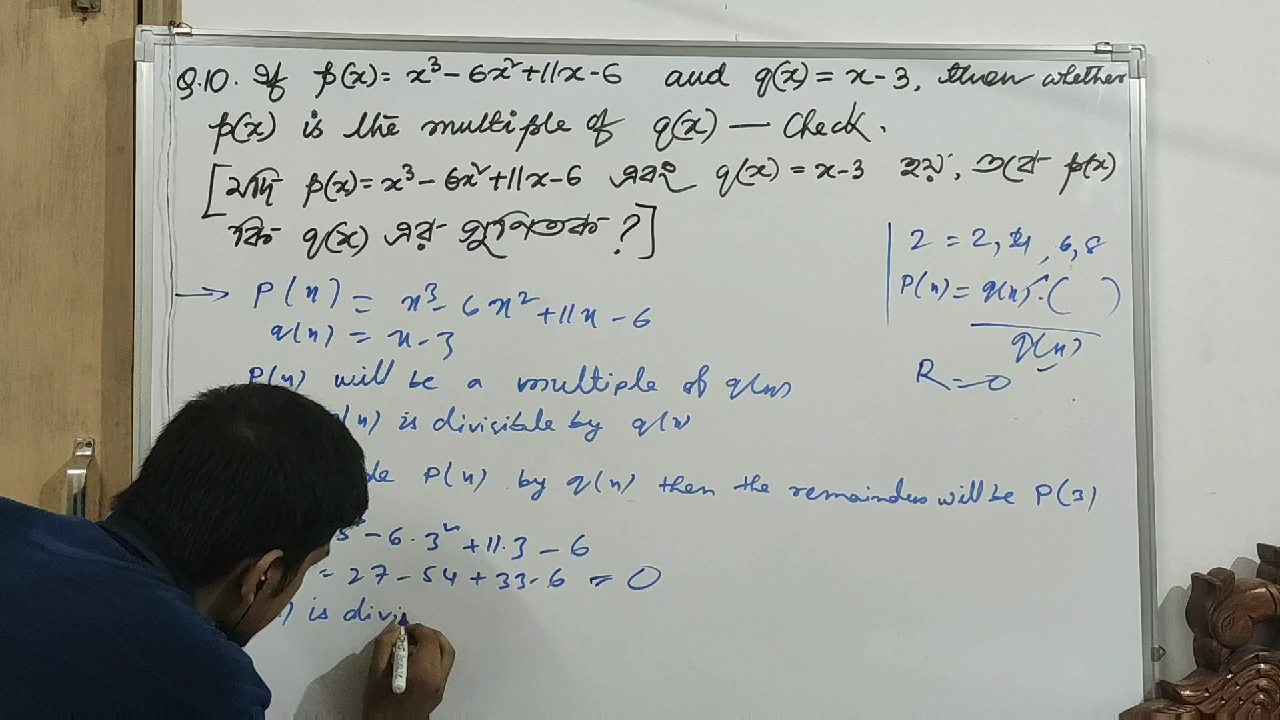 Q.10. If p(x) = x³ - 6x² + 11x - 6 and q(x) = x - 3, then whether
p(x) is the multiple of q(x) — Check.
[যদি p(x) = x³ - 6x² + 11x - 6 এবং q(x) = x - 3 হয়, তবে p(x)
কি q(x) এর গুণিতক ?]
2 = 2, 4, 6, 8
P(x) = q(x) · ( )
q(x)
R = 0
→ P(x) = x³ - 6x² + 11x - 6
q(x) = x - 3
P(x) will be a multiple of q(x)
(x) is divisible by q(x)
de P(x) by q(x) then the remainder will be P(3)
- 6·3² + 11.3 - 6
= 27 - 54 + 33 - 6 = 0
) is divi